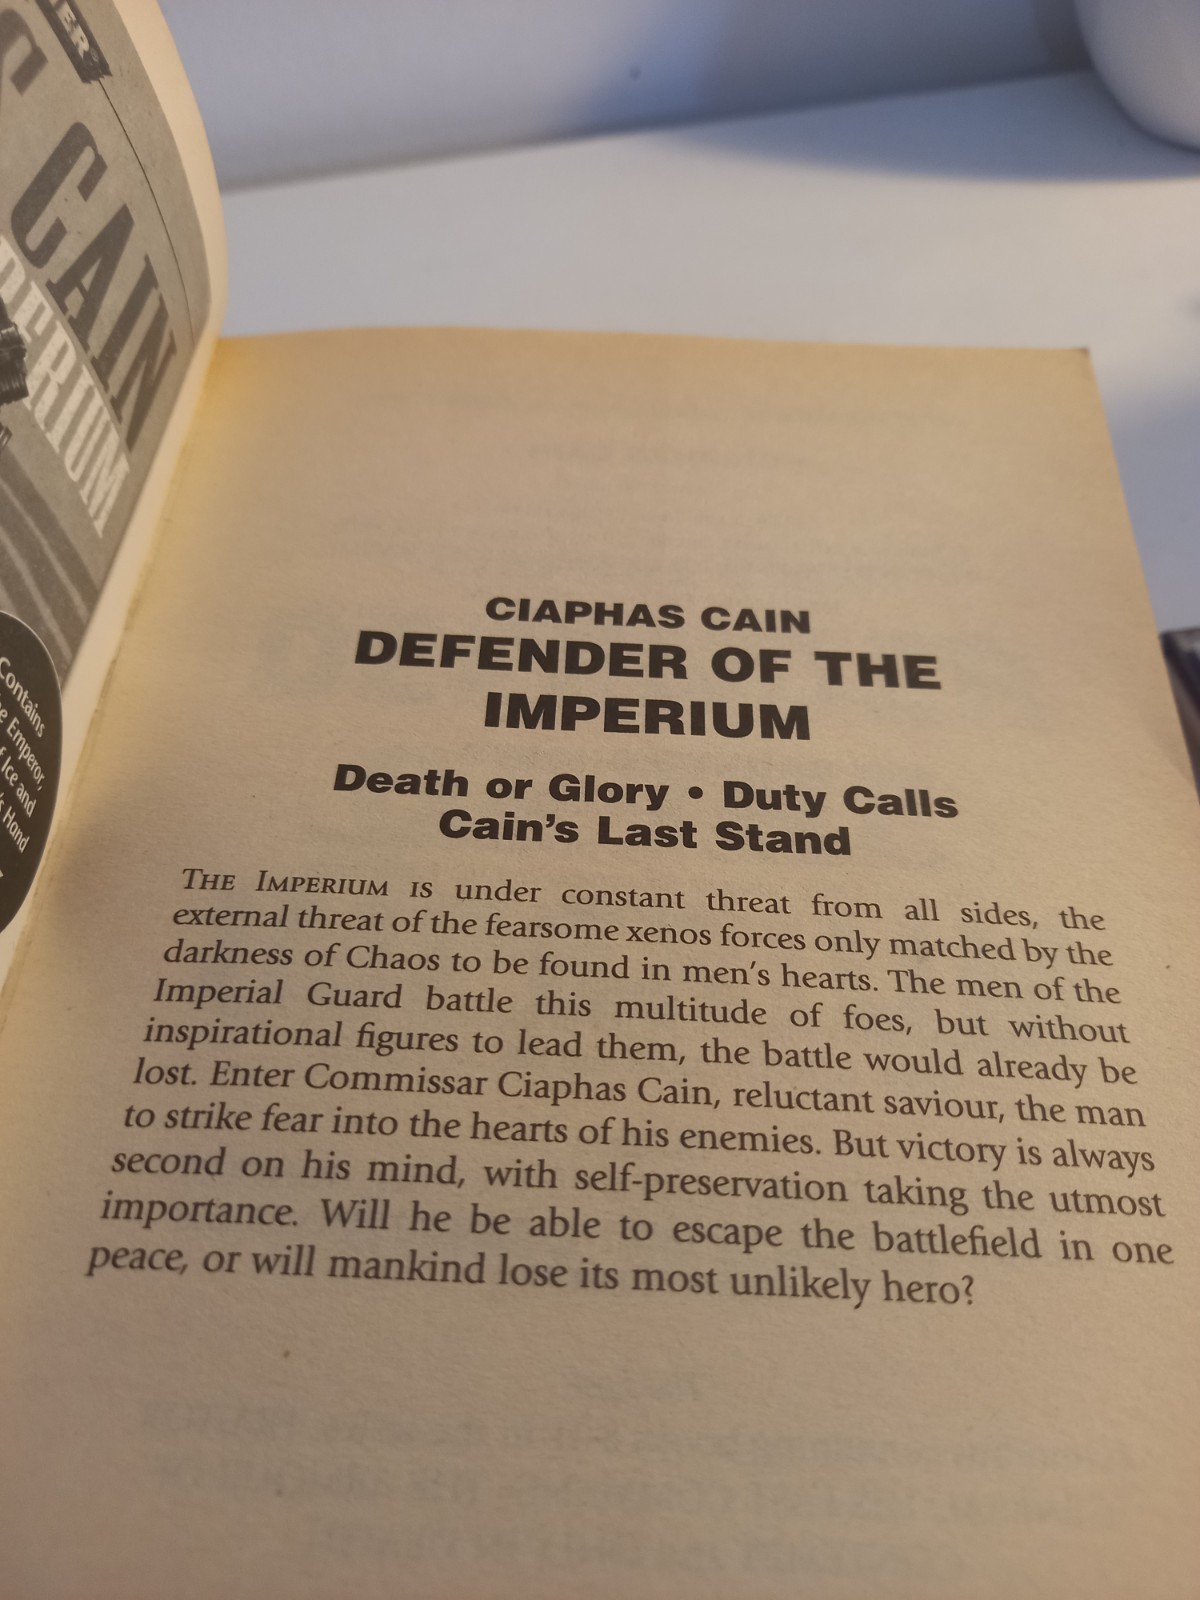 ER
CAIN
Contains
Emperor,
Ice and
Hand
CIAPHAS CAIN
DEFENDER OF THE
IMPERIUM
Death or Glory • Duty Calls
Cain's Last Stand
THE IMPERIUM IS under constant threat from all sides, the
external threat of the fearsome xenos forces only matched by the
darkness of Chaos to be found in men's hearts. The men of the
Imperial Guard battle this multitude of foes, but without
inspirational figures to lead them, the battle would already be
lost. Enter Commissar Ciaphas Cain, reluctant saviour, the man
to strike fear into the hearts of his enemies. But victory is always
second on his mind, with self-preservation taking the utmost
importance. Will he be able to escape the battlefield in one
peace, or will mankind lose its most unlikely hero?